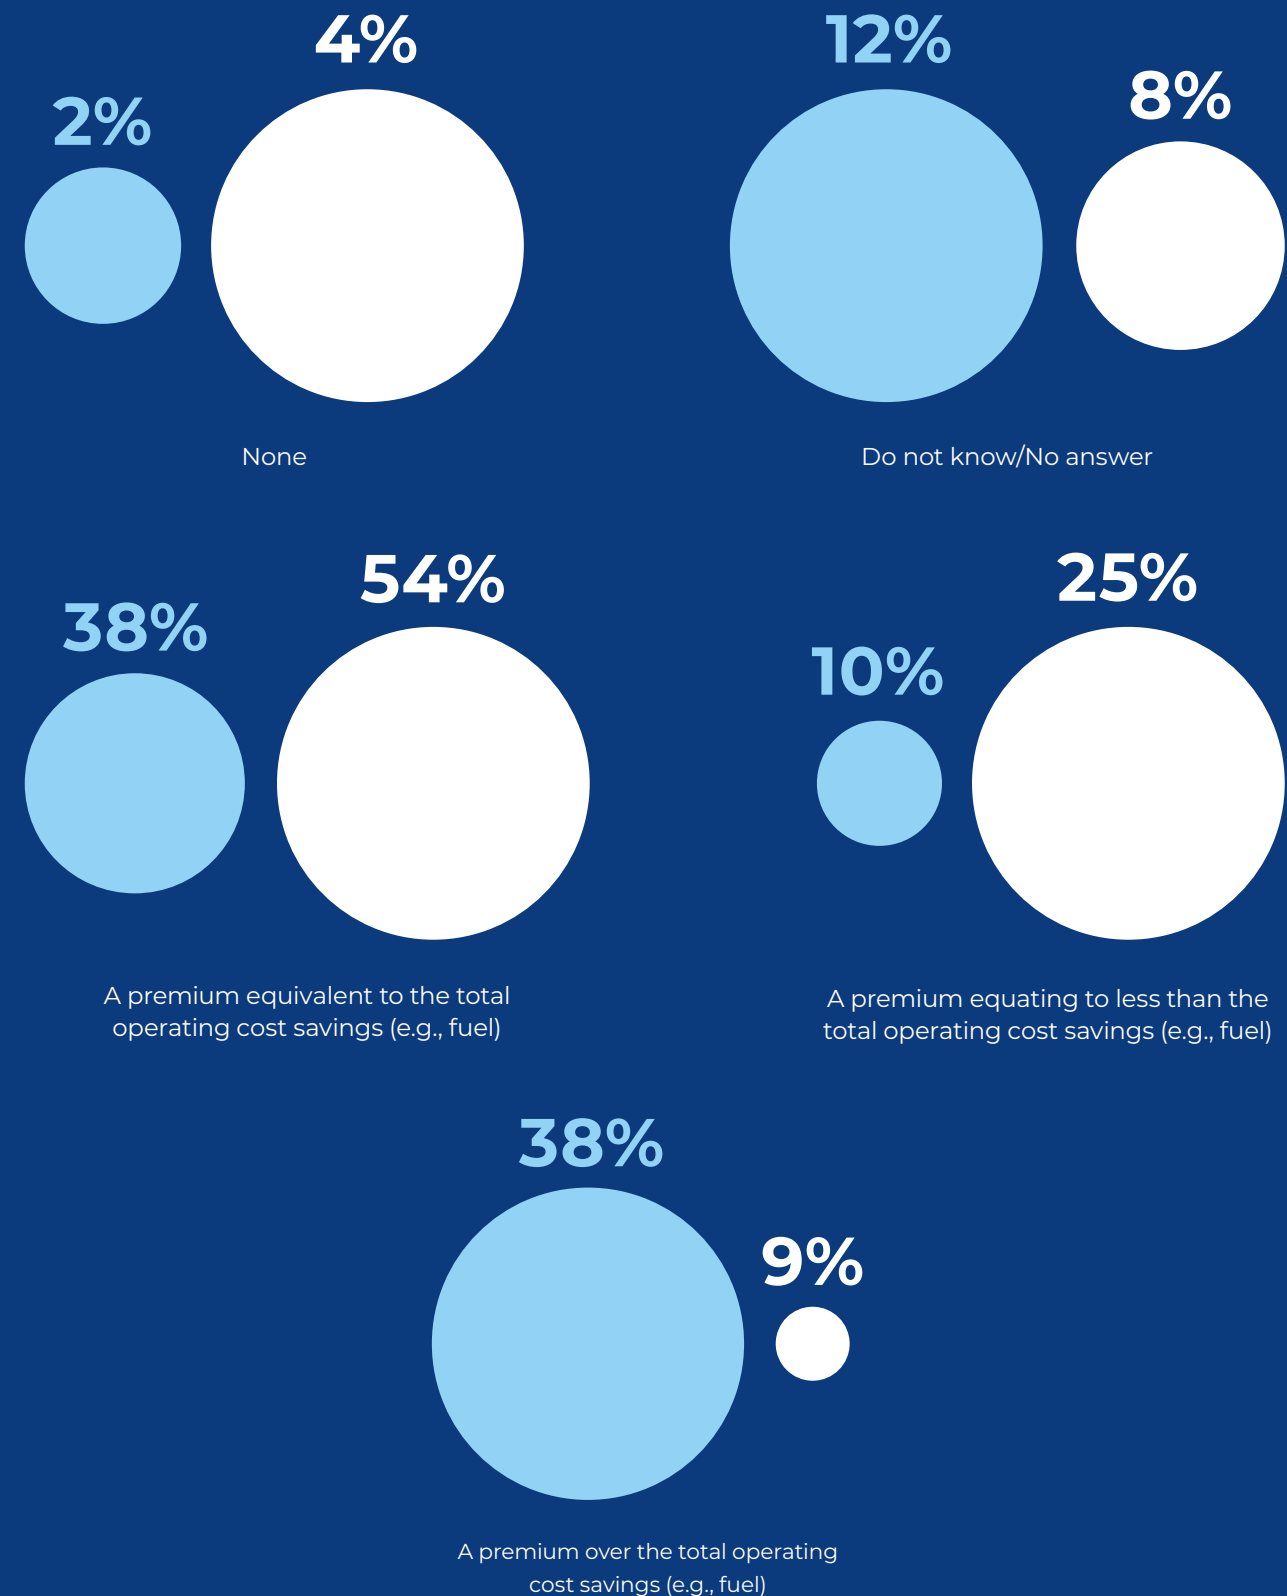 4%
2%
None
12%
8%
Do not know/No answer
38%
54%
A premium equivalent to the total
operating cost savings (e.g., fuel)
10%
25%
A premium equating to less than the
total operating cost savings (e.g., fuel)
38%
9%
A premium over the total operating
cost savings (e.g., fuel)